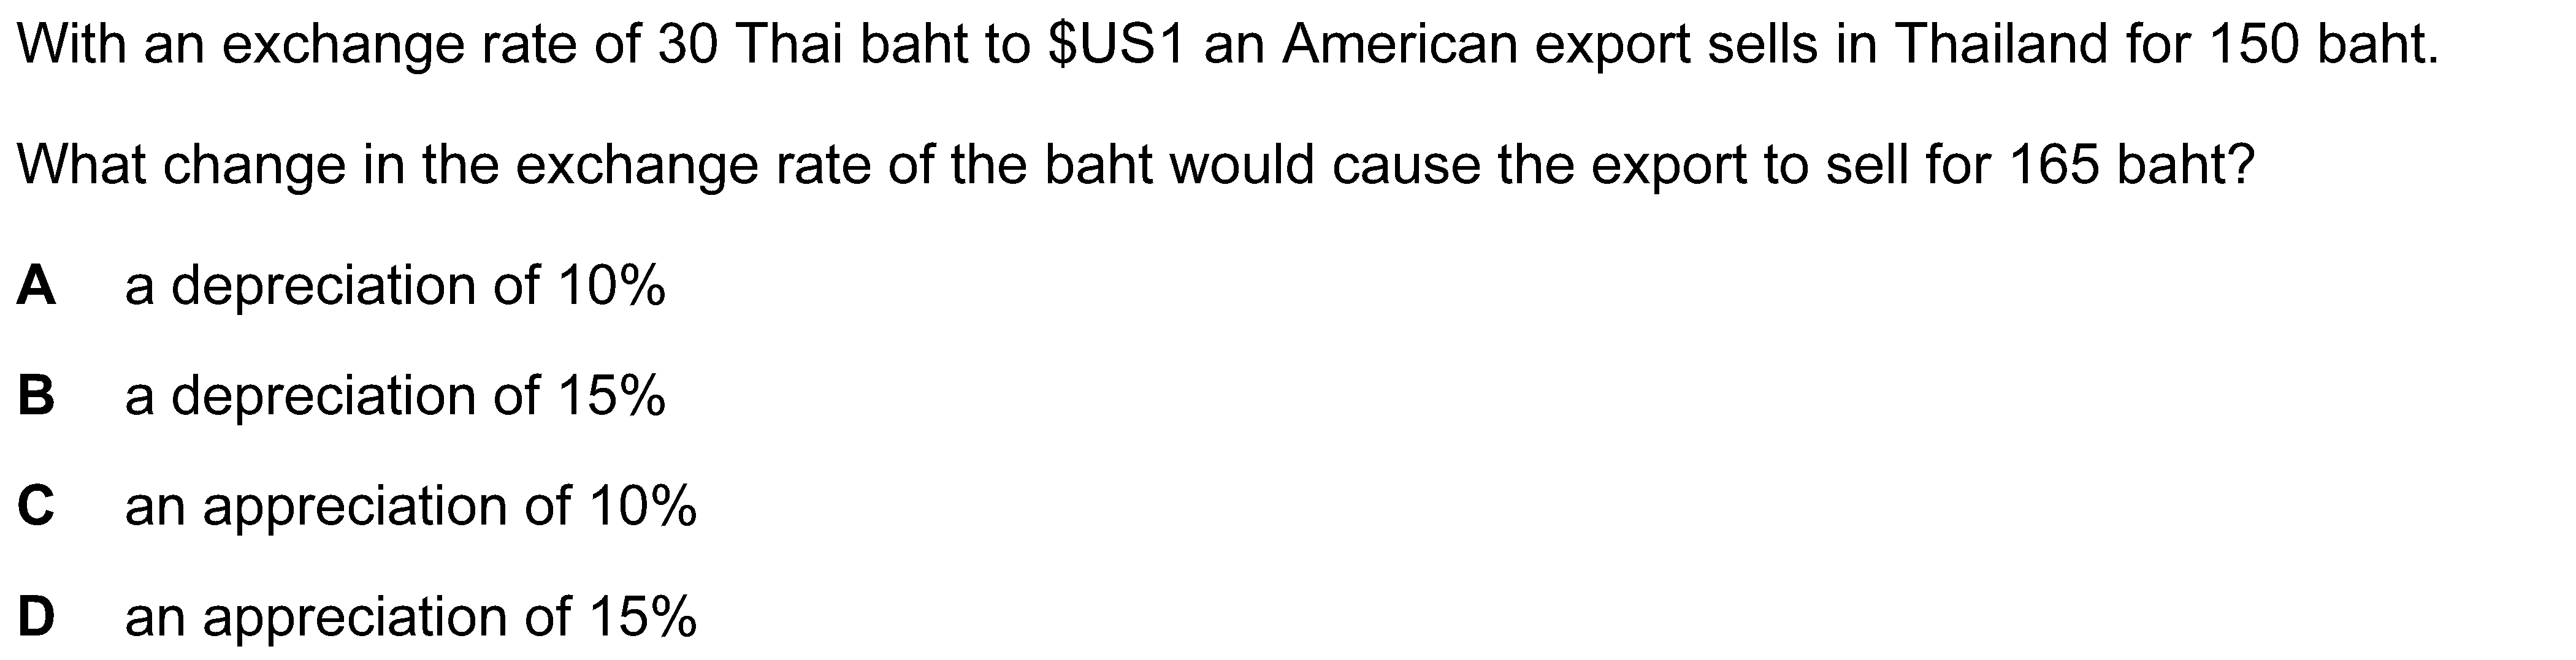 With an exchange rate of 30 Thai baht to $US1 an American export sells in Thailand for 150 baht.
What change in the exchange rate of the baht would cause the export to sell for 165 baht?
A a depreciation of 10%
B a depreciation of 15%
C an appreciation of 10%
D an appreciation of 15%